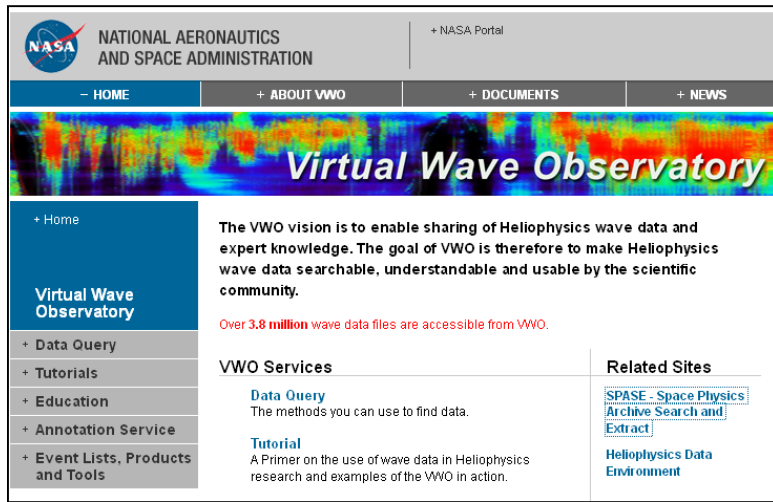 NASA
NATIONAL AERONAUTICS
AND SPACE ADMINISTRATION
+ NASA Portal
− HOME
+ ABOUT VWO
+ DOCUMENTS
+ NEWS
Virtual Wave Observatory
+ Home
Virtual Wave
Observatory
+ Data Query
+ Tutorials
+ Education
+ Annotation Service
+ Event Lists, Products
and Tools
The VWO vision is to enable sharing of Heliophysics wave data and
expert knowledge. The goal of VWO is therefore to make Heliophysics
wave data searchable, understandable and usable by the scientific
community.
Over 3.8 million wave data files are accessible from VWO.
VWO Services
Data Query
The methods you can use to find data.
Tutorial
A Primer on the use of wave data in Heliophysics
research and examples of the VWO in action.
Related Sites
SPASE - Space Physics
Archive Search and
Extract
Heliophysics Data
Environment